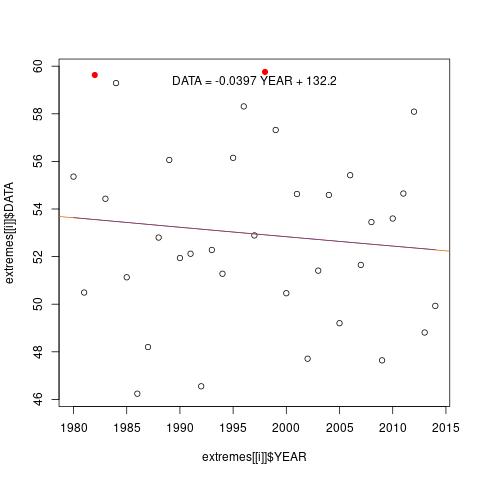 DATA = -0.0397 YEAR + 132.2
60
58
56
54
52
50
48
46
extremes[[i]]$DATA
1980 1985 1990 1995 2000 2005 2010 2015
extremes[[i]]$YEAR